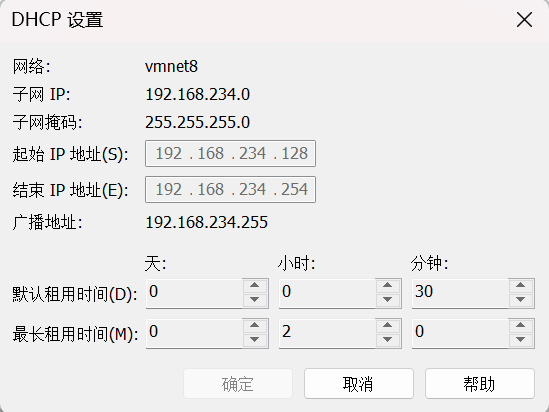 DHCP 设置
网络: vmnet8
子网 IP: 192.168.234.0
子网掩码: 255.255.255.0
起始 IP 地址(S): 192 . 168 . 234 . 128
结束 IP 地址(E): 192 . 168 . 234 . 254
广播地址: 192.168.234.255
天: 小时: 分钟:
默认租用时间(D): 0 0 30
最长租用时间(M): 0 2 0
确定 取消 帮助